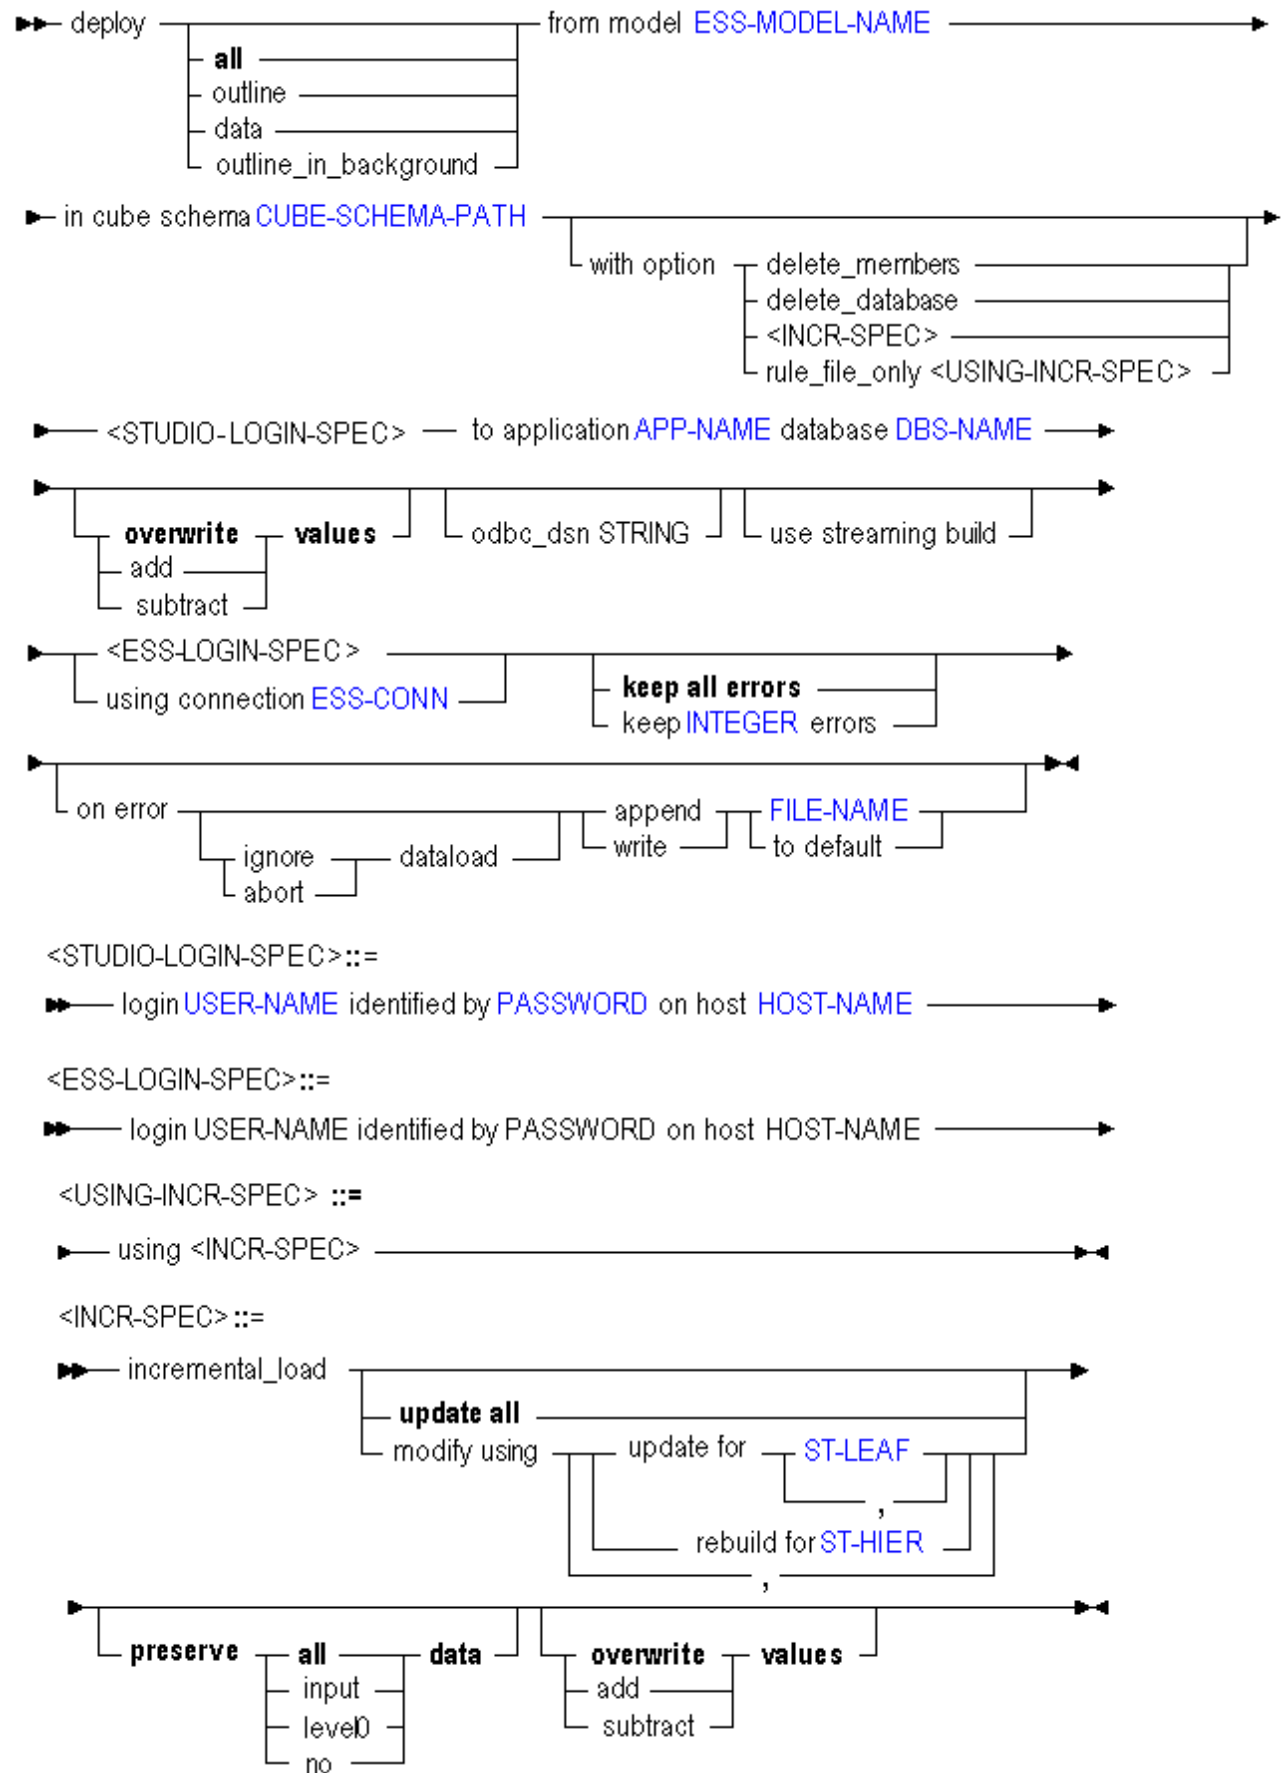 deploy from model ESS-MODEL-NAME
all
outline
data
outline_in_background
in cube schema CUBE-SCHEMA-PATH
with option delete_members
delete_database
<INCR-SPEC>
rule_file_only <USING-INCR-SPEC>
<STUDIO-LOGIN-SPEC> to application APP-NAME database DBS-NAME
overwrite values odbc_dsn STRING use streaming build
add
subtract
<ESS-LOGIN-SPEC>
using connection ESS-CONN
keep all errors
keep INTEGER errors
on error append FILE-NAME
write to default
ignore dataload
abort
<STUDIO-LOGIN-SPEC>::=
login USER-NAME identified by PASSWORD on host HOST-NAME
<ESS-LOGIN-SPEC>::=
login USER-NAME identified by PASSWORD on host HOST-NAME
<USING-INCR-SPEC> ::=
using <INCR-SPEC>
<INCR-SPEC>::=
incremental_load
update all
modify using update for ST-LEAF
,
rebuild for ST-HIER
,
preserve all data overwrite values
input add
level0 subtract
no